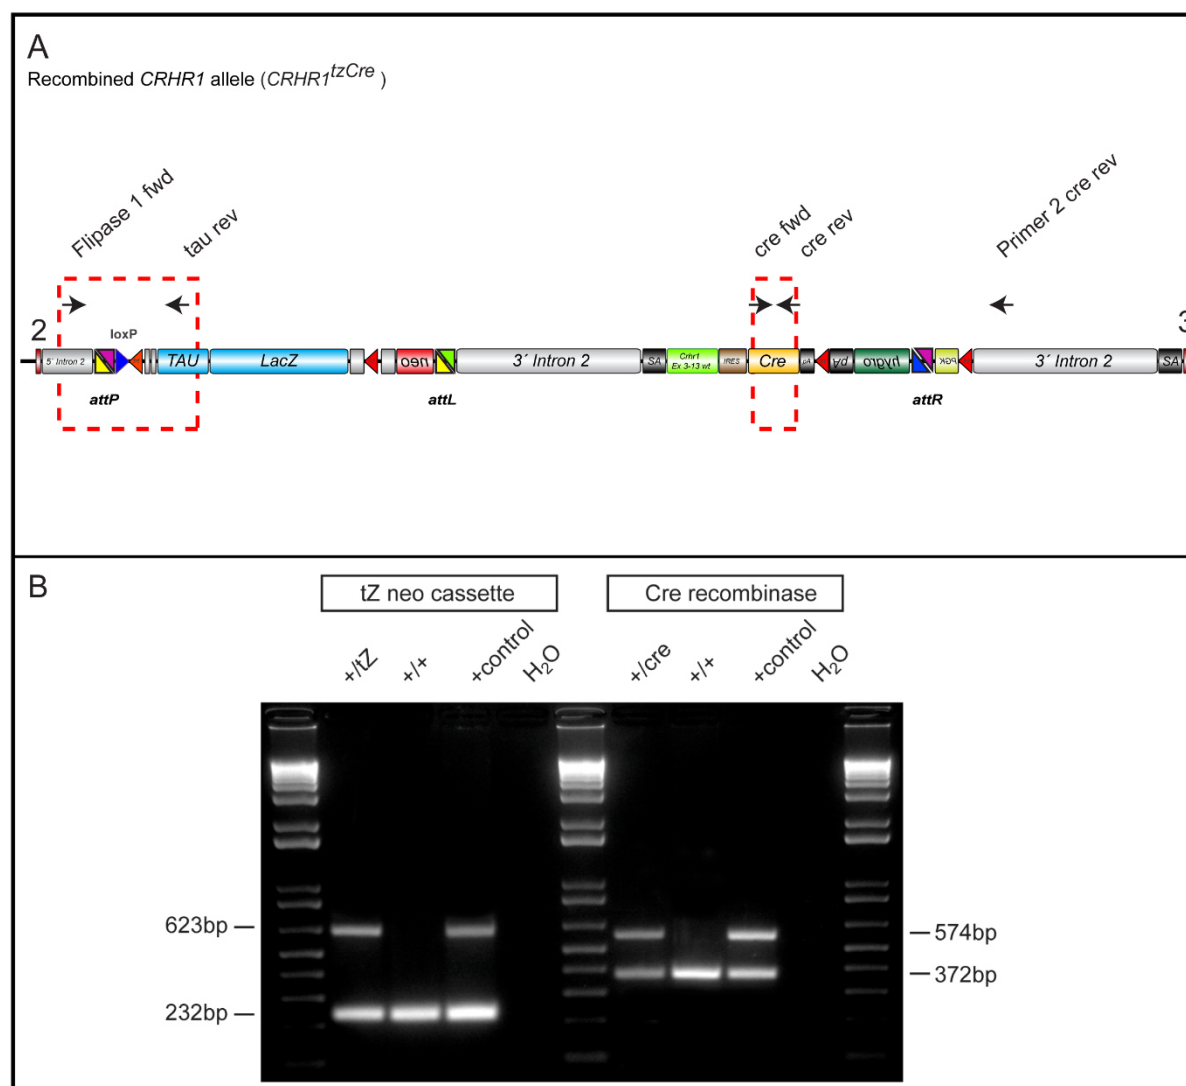 A
Recombined CRHR1 allele (CRHR1tzCre )
Flipase 1 fwd
tau rev
cre fwd
cre rev
Primer 2 cre rev
2
loxP
3
5´ Intron 2
TAU
LacZ
neo
3´ Intron 2
SA
Crhr1
Ex 3-13 wt
IRES
Cre
pA
pA
hygro
PGK
3´ Intron 2
SA
attP
attL
attR
B
tZ neo cassette
Cre recombinase
+/tZ
+/+
+control
H2O
+/cre
+/+
+control
H2O
623bp
574bp
372bp
232bp